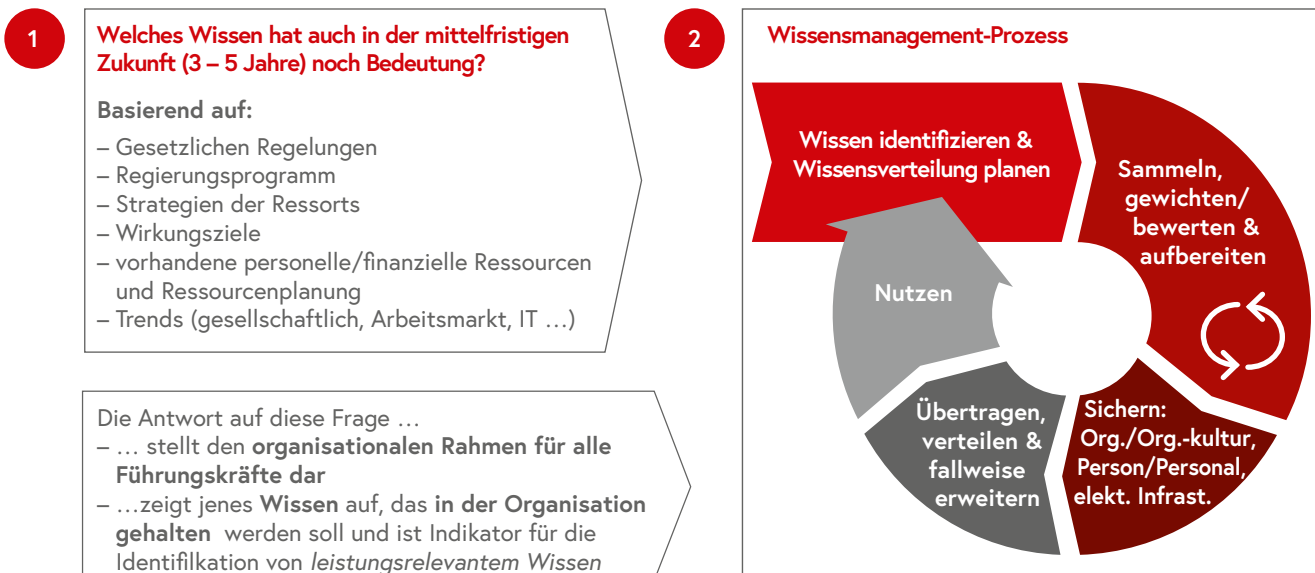 1
Welches Wissen hat auch in der mittelfristigen
Zukunft (3 – 5 Jahre) noch Bedeutung?
Basierend auf:
– Gesetzlichen Regelungen
– Regierungsprogramm
– Strategien der Ressorts
– Wirkungsziele
– vorhandene personelle/finanzielle Ressourcen
und Ressourcenplanung
– Trends (gesellschaftlich, Arbeitsmarkt, IT …)
Die Antwort auf diese Frage …
– … stellt den organisationalen Rahmen für alle
Führungskräfte dar
– …zeigt jenes Wissen auf, das in der Organisation
gehalten werden soll und ist Indikator für die
Identifilkation von leistungsrelevantem Wissen
2
Wissensmanagement-Prozess
Wissen identifizieren &
Wissensverteilung planen
Sammeln,
gewichten/
bewerten &
aufbereiten
Sichern:
Org./Org.-kultur,
Person/Personal,
elekt. Infrast.
Übertragen,
verteilen &
fallweise
erweitern
Nutzen